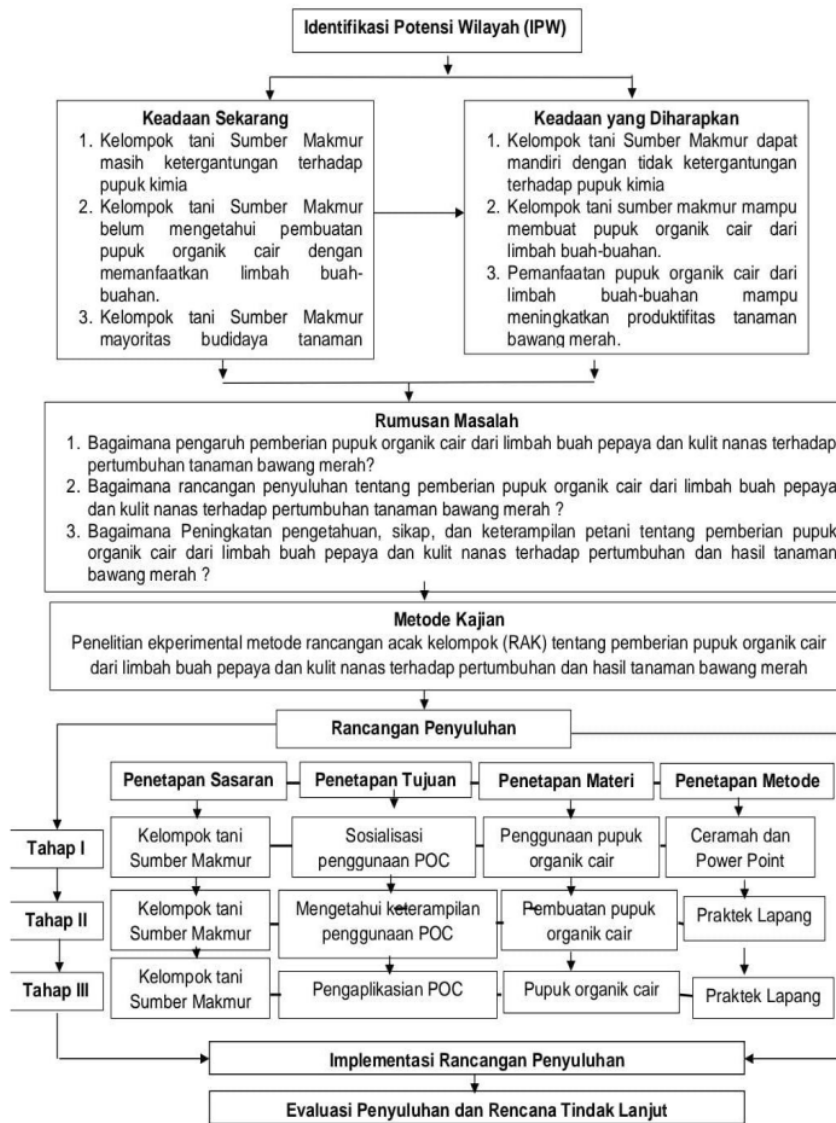 Identifikasi Potensi Wilayah (IPW)
Keadaan Sekarang
1. Kelompok tani Sumber Makmur
masih ketergantungan terhadap
pupuk kimia
2. Kelompok tani Sumber Makmur
belum mengetahui pembuatan
pupuk organik cair dengan
memanfaatkan limbah buah-
buahan.
3. Kelompok tani Sumber Makmur
mayoritas budidaya tanaman
Keadaan yang Diharapkan
1. Kelompok tani Sumber Makmur dapat
mandiri dengan tidak ketergantungan
terhadap pupuk kimia
2. Kelompok tani sumber makmur mampu
membuat pupuk organik cair dari
limbah buah-buahan.
3. Pemanfaatan pupuk organik cair dari
limbah buah-buahan mampu
meningkatkan produktifitas tanaman
bawang merah.
Rumusan Masalah
1. Bagaimana pengaruh pemberian pupuk organik cair dari limbah buah pepaya dan kulit nanas terhadap
pertumbuhan tanaman bawang merah?
2. Bagaimana rancangan penyuluhan tentang pemberian pupuk organik cair dari limbah buah pepaya
dan kulit nanas terhadap pertumbuhan tanaman bawang merah ?
3. Bagaimana Peningkatan pengetahuan, sikap, dan keterampilan petani tentang pemberian pupuk
organik cair dari limbah buah pepaya dan kulit nanas terhadap pertumbuhan dan hasil tanaman
bawang merah ?
Metode Kajian
Penelitian ekperimental metode rancangan acak kelompok (RAK) tentang pemberian pupuk organik cair
dari limbah buah pepaya dan kulit nanas terhadap pertumbuhan dan hasil tanaman bawang merah
Rancangan Penyuluhan
Penetapan Sasaran
Penetapan Tujuan
Penetapan Materi
Penetapan Metode
Tahap I
Kelompok tani
Sumber Makmur
Sosialisasi
penggunaan POC
Penggunaan pupuk
organik cair
Ceramah dan
Power Point
Tahap II
Kelompok tani
Sumber Makmur
Mengetahui keterampilan
penggunaan POC
Pembuatan pupuk
organik cair
Praktek Lapang
Tahap III
Kelompok tani
Sumber Makmur
Pengaplikasian POC
Pupuk organik cair
Praktek Lapang
Implementasi Rancangan Penyuluhan
Evaluasi Penyuluhan dan Rencana Tindak Lanjut